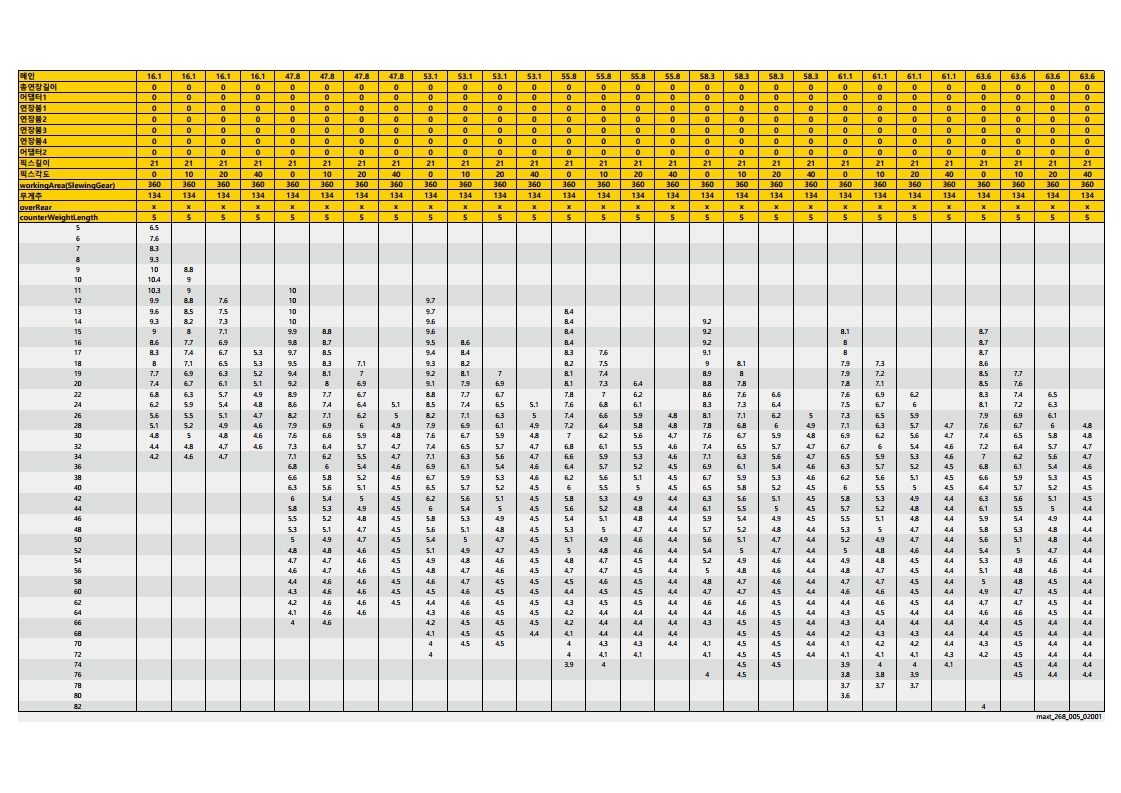 메인 16.1 16.1 16.1 16.1 47.8 47.8 47.8 47.8 53.1 53.1 53.1 53.1 55.8 55.8 55.8 55.8 58.3 58.3 58.3 58.3 61.1 61.1 61.1 61.1 63.6 63.6 63.6 63.6
총연장길이 0 0 0 0 0 0 0 0 0 0 0 0 0 0 0 0 0 0 0 0 0 0 0 0 0 0 0 0
어댑터1 0 0 0 0 0 0 0 0 0 0 0 0 0 0 0 0 0 0 0 0 0 0 0 0 0 0 0 0
연장붐1 0 0 0 0 0 0 0 0 0 0 0 0 0 0 0 0 0 0 0 0 0 0 0 0 0 0 0 0
연장붐2 0 0 0 0 0 0 0 0 0 0 0 0 0 0 0 0 0 0 0 0 0 0 0 0 0 0 0 0
연장붐3 0 0 0 0 0 0 0 0 0 0 0 0 0 0 0 0 0 0 0 0 0 0 0 0 0 0 0 0
연장붐4 0 0 0 0 0 0 0 0 0 0 0 0 0 0 0 0 0 0 0 0 0 0 0 0 0 0 0 0
어댑터2 0 0 0 0 0 0 0 0 0 0 0 0 0 0 0 0 0 0 0 0 0 0 0 0 0 0 0 0
픽스길이 21 21 21 21 21 21 21 21 21 21 21 21 21 21 21 21 21 21 21 21 21 21 21 21 21 21 21 21
픽스각도 0 10 20 40 0 10 20 40 0 10 20 40 0 10 20 40 0 10 20 40 0 10 20 40 0 10 20 40
workingArea(SlewingGear) 360 360 360 360 360 360 360 360 360 360 360 360 360 360 360 360 360 360 360 360 360 360 360 360 360 360 360 360
무게추 134 134 134 134 134 134 134 134 134 134 134 134 134 134 134 134 134 134 134 134 134 134 134 134 134 134 134 134
overRear x x x x x x x x x x x x x x x x x x x x x x x x x x x x
counterWeightLength 5 5 5 5 5 5 5 5 5 5 5 5 5 5 5 5 5 5 5 5 5 5 5 5 5 5 5 5
5 6.5
6 7.6
7 8.3
8 9.3
9 10 8.8
10 10.4 9
11 10.3 9 10
12 9.9 8.8 7.6 10 9.7
13 9.6 8.5 7.5 10 9.7 8.4
14 9.3 8.2 7.3 10 9.6 8.4 9.2
15 9 8 7.1 9.9 8.8 9.6 8.4 9.2 8.1 8.7
16 8.6 7.7 6.9 9.8 8.7 9.5 8.6 8.4 9.2 8 8.7
17 8.3 7.4 6.7 5.3 9.7 8.5 9.4 8.4 8.3 7.6 9.1 8 8.7
18 8 7.1 6.5 5.3 9.5 8.3 7.1 9.3 8.2 8.2 7.5 9 8.1 7.9 7.3 8.6
19 7.7 6.9 6.3 5.2 9.4 8.1 7 9.2 8.1 7 8.1 7.4 8.9 8 7.9 7.2 8.5 7.7
20 7.4 6.7 6.1 5.1 9.2 8 6.9 9.1 7.9 6.9 8.1 7.3 6.4 8.8 7.8 7.8 7.1 8.5 7.6
22 6.8 6.3 5.7 4.9 8.9 7.7 6.7 8.8 7.7 6.7 7.8 7 6.2 8.6 7.6 6.6 7.6 6.9 6.2 8.3 7.4 6.5
24 6.2 5.9 5.4 4.8 8.6 7.4 6.4 5.1 8.5 7.4 6.5 5.1 7.6 6.8 6.1 8.3 7.3 6.4 7.5 6.7 6 8.1 7.2 6.3
26 5.6 5.5 5.1 4.7 8.2 7.1 6.2 5 8.2 7.1 6.3 5 7.4 6.6 5.9 4.8 8.1 7.1 6.2 5 7.3 6.5 5.9 7.9 6.9 6.1
28 5.1 5.2 4.9 4.6 7.9 6.9 6 4.9 7.9 6.9 6.1 4.9 7.2 6.4 5.8 4.8 7.8 6.8 6 4.9 7.1 6.3 5.7 4.7 7.6 6.7 6 4.8
30 4.8 5 4.8 4.6 7.6 6.6 5.9 4.8 7.6 6.7 5.9 4.8 7 6.2 5.6 4.7 7.6 6.7 5.9 4.8 6.9 6.2 5.6 4.7 7.4 6.5 5.8 4.8
32 4.4 4.8 4.7 4.6 7.3 6.4 5.7 4.7 7.4 6.5 5.7 4.7 6.8 6.1 5.5 4.6 7.4 6.5 5.7 4.7 6.7 6 5.4 4.6 7.2 6.4 5.7 4.7
34 4.2 4.6 4.7 7.1 6.2 5.5 4.7 7.1 6.3 5.6 4.7 6.7 5.9 5.4 4.6 7.1 6.3 5.6 4.6 6.5 5.9 5.3 4.6 7 6.2 5.6 4.7
36 6.8 6 5.4 4.6 6.9 6.1 5.4 4.6 6.5 5.7 5.2 4.5 6.9 6.1 5.4 4.6 6.3 5.7 5.2 4.5 6.8 6.1 5.4 4.6
38 6.6 5.8 5.2 4.6 6.7 5.9 5.3 4.6 6.2 5.6 5.1 4.5 6.7 5.9 5.3 4.6 6.2 5.6 5.1 4.5 6.6 5.9 5.3 4.6
40 6.3 5.6 5.1 4.5 6.5 5.7 5.2 4.5 6 5.5 5 4.5 6.5 5.8 5.2 4.5 6 5.5 5 4.5 6.4 5.7 5.2 4.5
42 6 5.4 5 4.5 6.2 5.6 5.1 4.5 5.8 5.3 4.9 4.4 6.3 5.6 5.1 4.5 5.8 5.3 4.9 4.4 6.3 5.6 5.1 4.5
44 5.8 5.3 4.9 4.5 6 5.4 5 4.5 5.6 5.2 4.8 4.4 6.1 5.5 5 4.4 5.6 5.2 4.8 4.4 6.1 5.5 5 4.4
46 5.5 5.2 4.8 4.5 5.8 5.3 4.9 4.5 5.4 5.1 4.8 4.4 5.9 5.4 4.9 4.4 5.5 5.1 4.8 4.4 5.9 5.4 4.9 4.4
48 5.3 5.1 4.7 4.5 5.6 5.1 4.8 4.5 5.3 5 4.7 4.4 5.7 5.2 4.8 4.4 5.3 5 4.7 4.4 5.8 5.3 4.8 4.4
50 5 4.9 4.7 4.5 5.4 5 4.7 4.5 5.1 4.9 4.6 4.4 5.6 5.1 4.7 4.4 5.2 4.9 4.7 4.4 5.6 5.1 4.8 4.4
52 4.8 4.8 4.6 4.5 5.1 4.9 4.7 4.5 5 4.8 4.6 4.4 5.4 5 4.7 4.4 5 4.8 4.6 4.4 5.4 5 4.7 4.4
54 4.7 4.7 4.6 4.5 4.9 4.8 4.6 4.5 4.8 4.7 4.5 4.4 5.2 4.9 4.6 4.4 4.9 4.8 4.5 4.4 5.3 4.9 4.6 4.4
56 4.6 4.7 4.6 4.5 4.8 4.7 4.6 4.5 4.7 4.6 4.5 4.4 5 4.8 4.6 4.4 4.8 4.7 4.5 4.4 5.1 4.8 4.6 4.4
58 4.4 4.6 4.6 4.5 4.6 4.7 4.5 4.5 4.5 4.6 4.5 4.4 4.8 4.7 4.6 4.4 4.7 4.7 4.5 4.4 5 4.8 4.5 4.4
60 4.3 4.6 4.6 4.5 4.5 4.6 4.5 4.5 4.4 4.5 4.5 4.4 4.7 4.7 4.5 4.4 4.6 4.6 4.5 4.4 4.9 4.7 4.5 4.4
62 4.2 4.6 4.6 4.5 4.4 4.6 4.5 4.5 4.3 4.5 4.4 4.4 4.6 4.6 4.5 4.4 4.4 4.5 4.4 4.4 4.7 4.6 4.5 4.4
64 4.1 4.6 4.6 4.3 4.6 4.5 4.5 4.2 4.4 4.4 4.4 4.4 4.6 4.5 4.4 4.3 4.5 4.4 4.4 4.6 4.6 4.5 4.4
66 4 4.6 4.2 4.5 4.5 4.5 4.2 4.4 4.4 4.4 4.3 4.5 4.5 4.4 4.3 4.4 4.4 4.4 4.4 4.5 4.4 4.4
68 4.1 4.5 4.5 4.4 4.1 4.4 4.4 4.4 4.5 4.5 4.4 4.2 4.3 4.3 4.4 4.4 4.5 4.4 4.4
70 4 4.5 4.5 4 4.3 4.3 4.4 4.1 4.5 4.5 4.4 4.1 4.2 4.2 4.4 4.3 4.5 4.4 4.4
72 4 4 4.1 4.1 4.1 4.5 4.5 4.4 4.1 4.1 4.1 4.3 4.2 4.5 4.4 4.4
74 3.9 4 4.5 4.5 3.9 4 4 4.1 4.5 4.4 4.4
76 4 4.5 3.8 3.8 3.9 4.5 4.4 4.4
78 3.7 3.7 3.7
80 3.6
82 4
maxt_268_005_02001